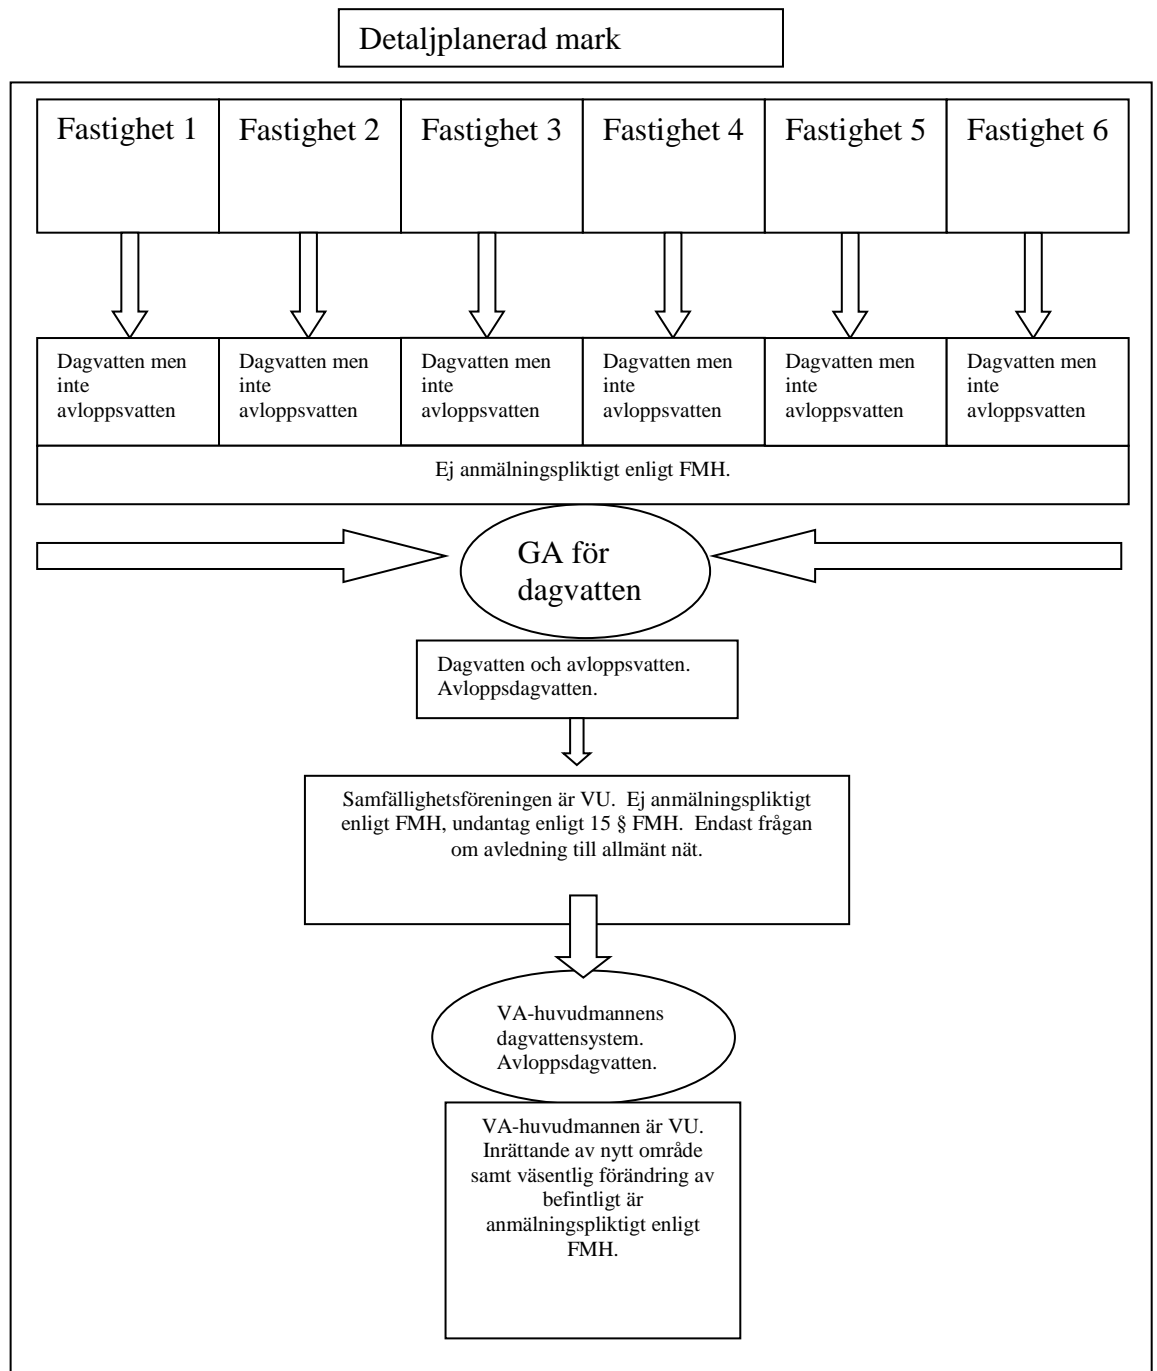 Detaljplanerad mark
Fastighet 1
Fastighet 2
Fastighet 3
Fastighet 4
Fastighet 5
Fastighet 6
Dagvatten men
inte
avloppsvatten
Dagvatten men
inte
avloppsvatten
Dagvatten men
inte
avloppsvatten
Dagvatten men
inte
avloppsvatten
Dagvatten men
inte
avloppsvatten
Dagvatten men
inte
avloppsvatten
Ej anmälningspliktigt enligt FMH.
GA för
dagvatten
Dagvatten och avloppsvatten.
Avloppsdagvatten.
Samfällighetsföreningen är VU. Ej anmälningspliktigt
enligt FMH, undantag enligt 15 § FMH. Endast frågan
om avledning till allmänt nät.
VA-huvudmannens
dagvattensystem.
Avloppsdagvatten.
VA-huvudmannen är VU.
Inrättande av nytt område
samt väsentlig förändring av
befintligt är
anmälningspliktigt enligt
FMH.